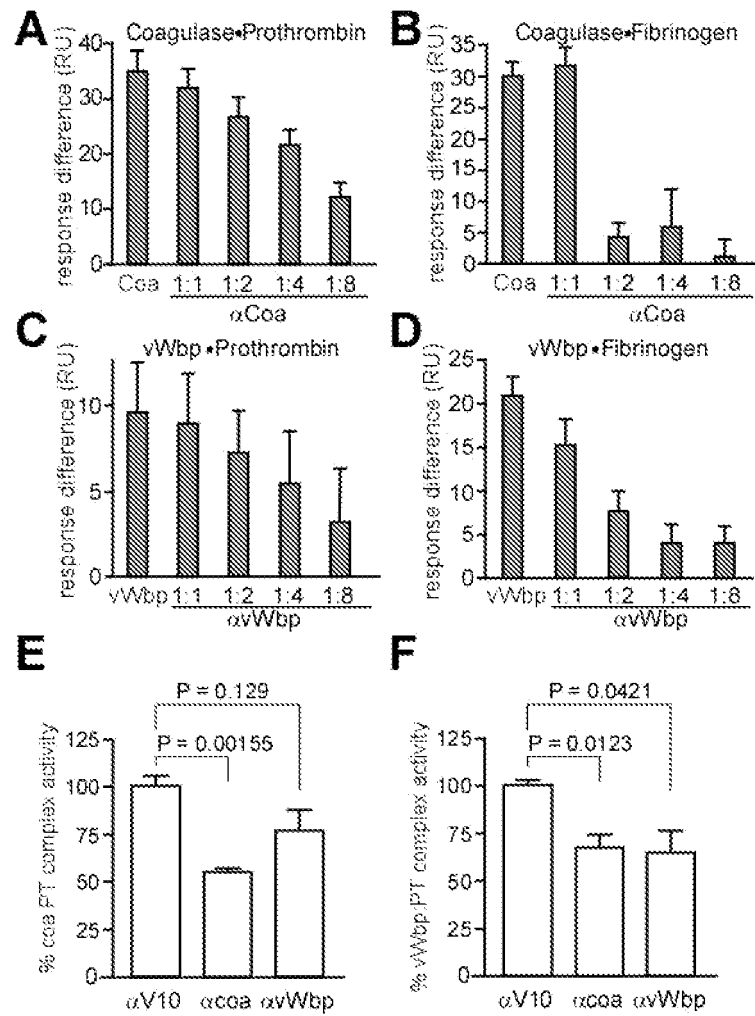 A
Coagulase•Prothrombin
response difference (RU)
40
30
20
10
0
Coa 1:1 1:2 1:4 1:8
αCoa
B
Coagulase•Fibrinogen
response difference (RU)
35
30
25
20
15
10
5
0
Coa 1:1 1:2 1:4 1:8
αCoa
C
vWbp•Prothrombin
response difference (RU)
10
5
0
vWbp 1:1 1:2 1:4 1:8
αvWbp
D
vWbp•Fibrinogen
response difference (RU)
25
20
15
10
5
0
vWbp 1:1 1:2 1:4 1:8
αvWbp
E
P = 0.129
P = 0.00155
% coa PT complex activity
125
100
75
50
25
0
αV10 αcoa αvWbp
F
P = 0.0421
P = 0.0123
% vWbp:PT complex activity
125
100
75
50
25
0
αV10 αcoa αvWbp